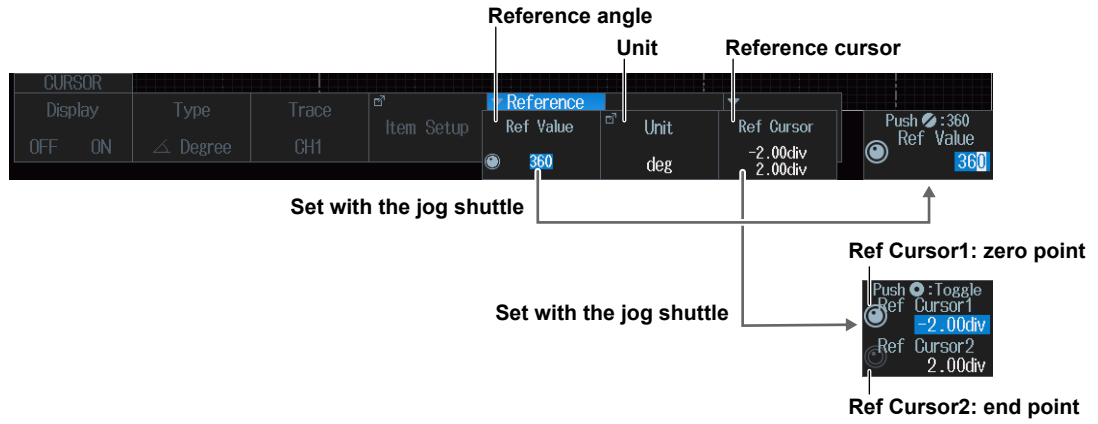 Reference angle
Unit
Reference cursor
CURSOR
Display
OFF ON
Type
Degree
Trace
CH1
Item Setup
Reference
Ref Value
360
Unit
deg
Ref Cursor
-2.00div
2.00div
Push :360
Ref Value
360
Set with the jog shuttle
Ref Cursor1: zero point
Push :Toggle
Ref Cursor1
-2.00div
Ref Cursor2
2.00div
Set with the jog shuttle
Ref Cursor2: end point